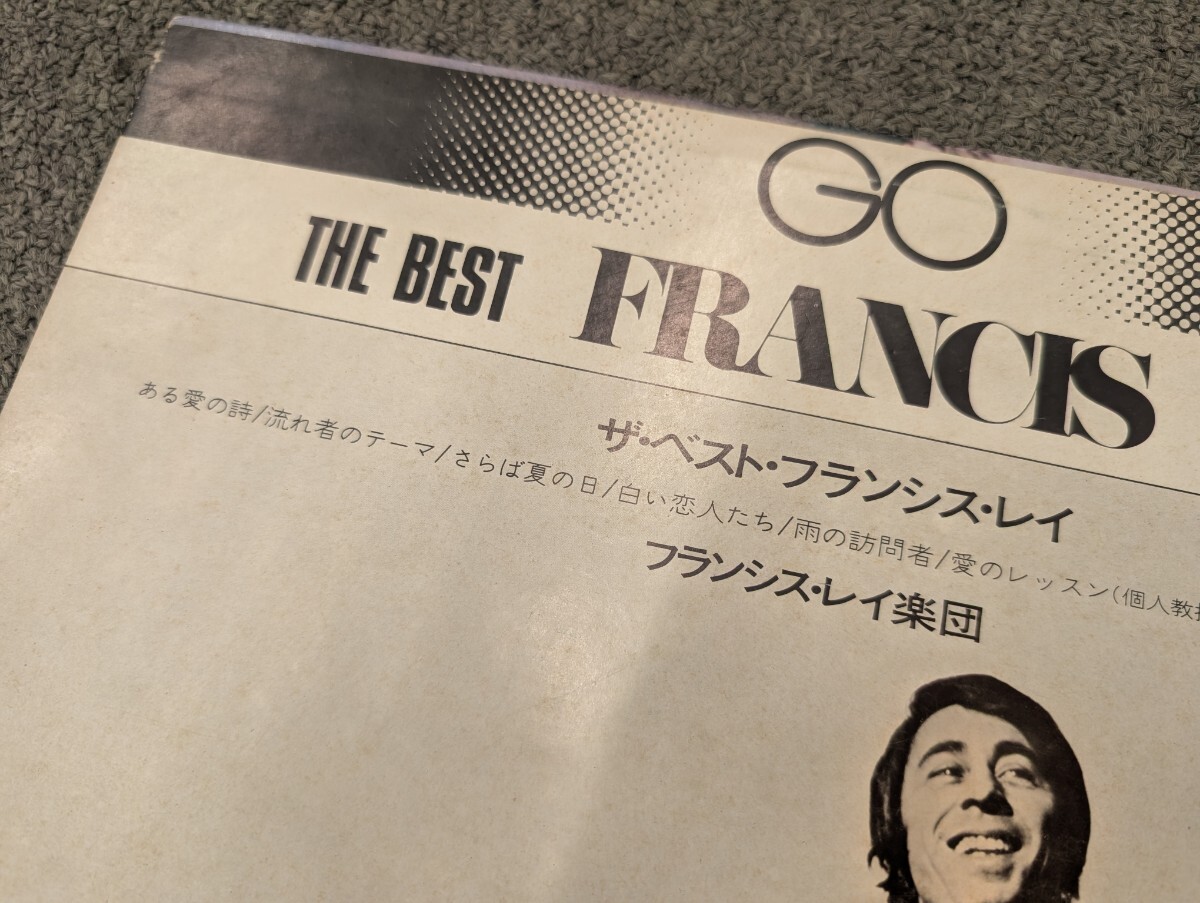 GO
THE BEST FRANCIS
ザ・ベスト・フランシス・レイ
ある愛の詩/流れ者のテーマ/さらば夏の日/白い恋人たち/雨の訪問者/愛のレッスン(個人教授
フランシス・レイ楽団